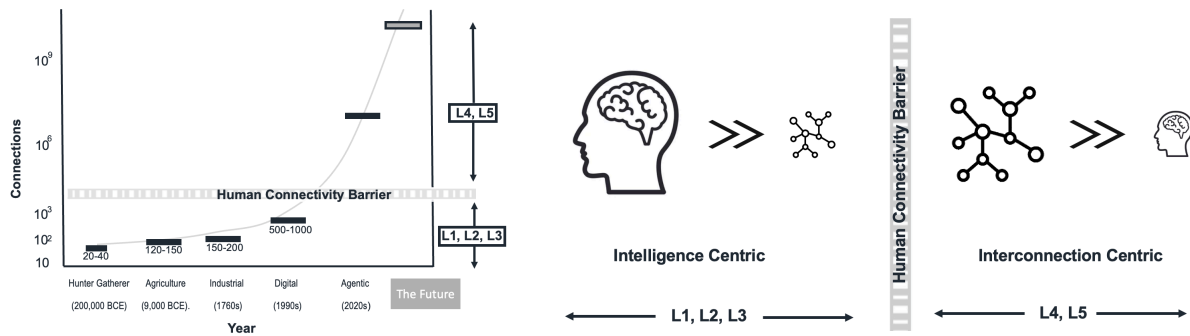 Connections
10⁹
10⁶
10³
10²
10
Human Connectivity Barrier
20-40
120-150
150-200
500-1000
L4, L5
L1, L2, L3
Hunter Gatherer
(200,000 BCE)
Agriculture
(9,000 BCE).
Industrial
(1760s)
Digital
(1990s)
Agentic
(2020s)
The Future
Year
Intelligence Centric
L1, L2, L3
Human Connectivity Barrier
Interconnection Centric
L4, L5